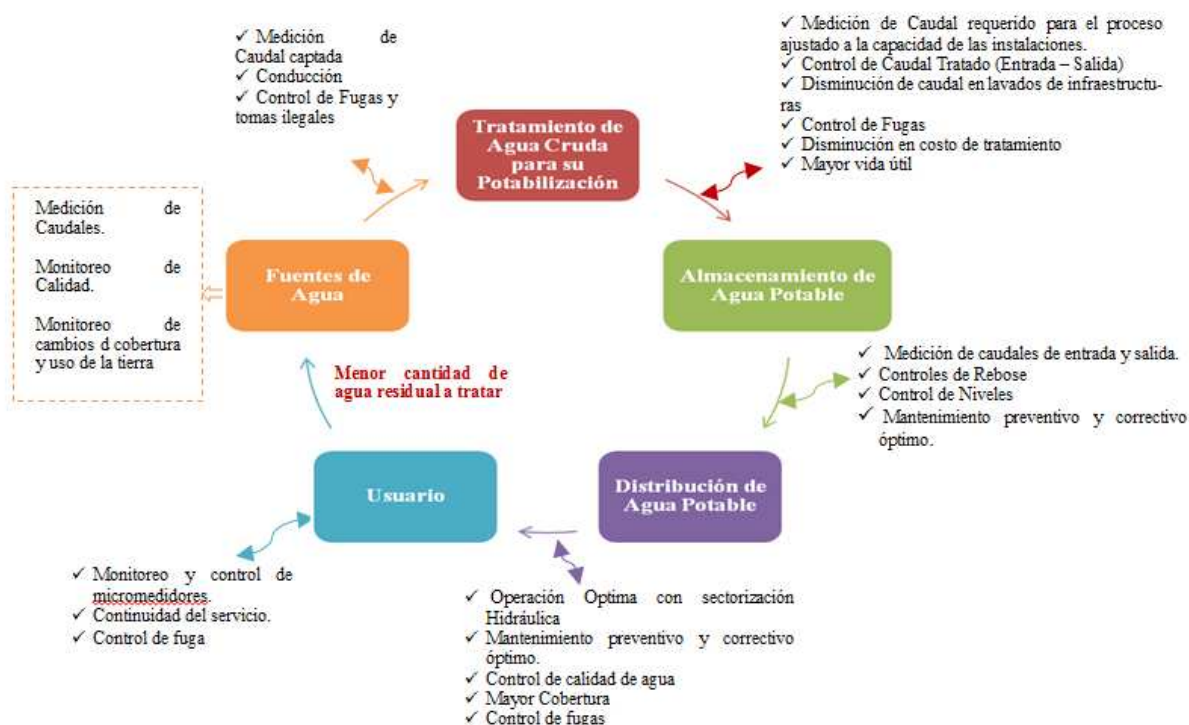 ✓ Medición de
Caudal captada
✓ Conducción
✓ Control de Fugas y
tomas ilegales
✓ Medición de Caudal requerido para el proceso
ajustado a la capacidad de las instalaciones.
✓ Control de Caudal Tratado (Entrada – Salida)
✓ Disminución de caudal en lavados de infraestructu-
ras
✓ Control de Fugas
✓ Disminución en costo de tratamiento
✓ Mayor vida útil
Tratamiento de
Agua Cruda
para su
Potabilización
Medición de
Caudales.
Monitoreo de
Calidad.
Monitoreo de
cambios d cobertura
y uso de la tierra
Fuentes de
Agua
Almacenamiento de
Agua Potable
✓ Medición de caudales de entrada y salida.
✓ Controles de Rebose
✓ Control de Niveles
✓ Mantenimiento preventivo y correctivo
óptimo.
Menor cantidad de
agua residual a tratar
Usuario
Distribución de
Agua Potable
✓ Monitoreo y control de
micromedidores.
✓ Continuidad del servicio.
✓ Control de fuga
✓ Operación Optima con sectorización
Hidráulica
✓ Mantenimiento preventivo y correctivo
óptimo.
✓ Control de calidad de agua
✓ Mayor Cobertura
✓ Control de fugas